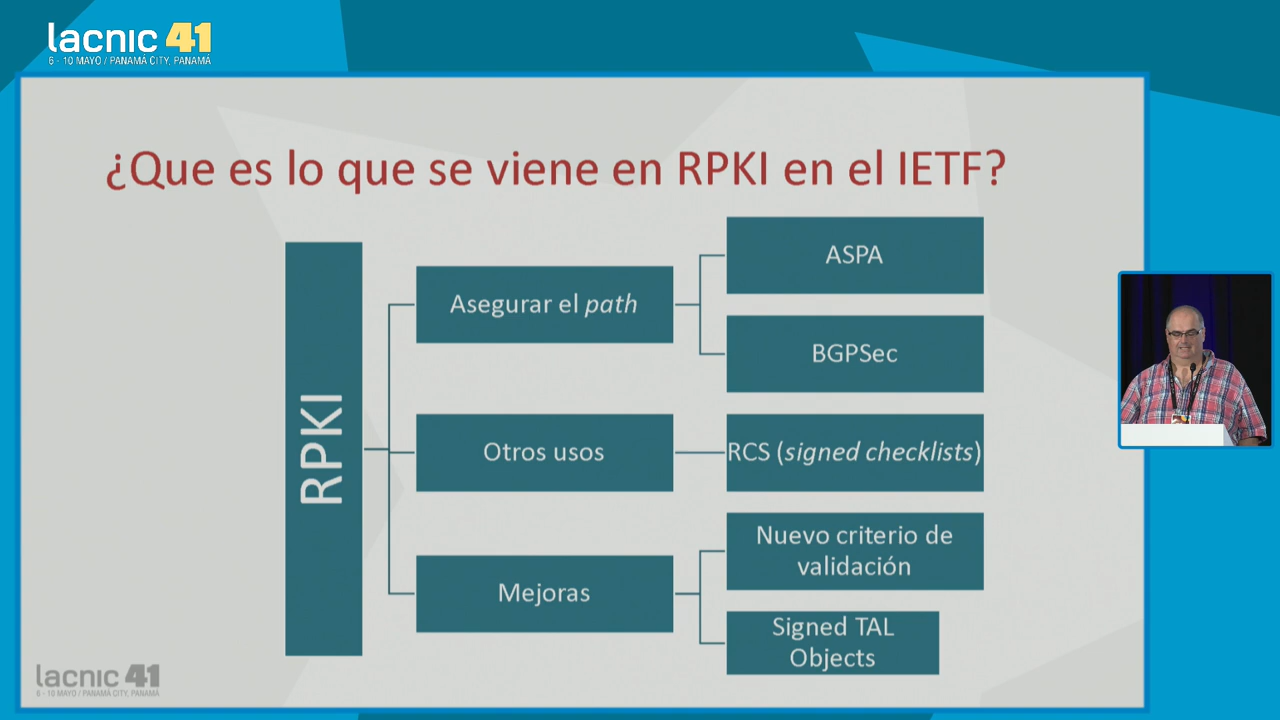 lacnic 41
6 - 10 MAYO / PANAMÁ CITY, PANAMÁ
¿Que es lo que se viene en RPKI en el IETF?
RPKI
Asegurar el path
ASPA
BGPSec
Otros usos
RCS (signed checklists)
Mejoras
Nuevo criterio de
validación
Signed TAL
Objects
lacnic 41
6 - 10 MAYO / PANAMÁ CITY, PANAMÁ